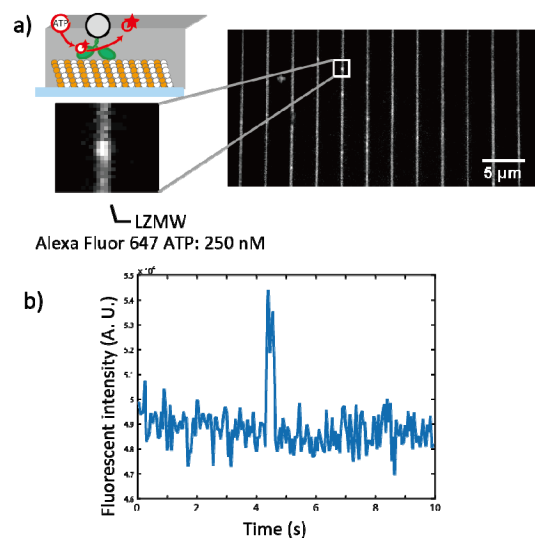 a)
ATP
5 μm
LZMW
Alexa Fluor 647 ATP: 250 nM
b)
× 10⁴
5.5
5.4
5.3
5.2
5.1
5
4.9
4.8
4.7
4.6
0 2 4 6 8 10
Fluorescent intensity (A. U.)
Time (s)